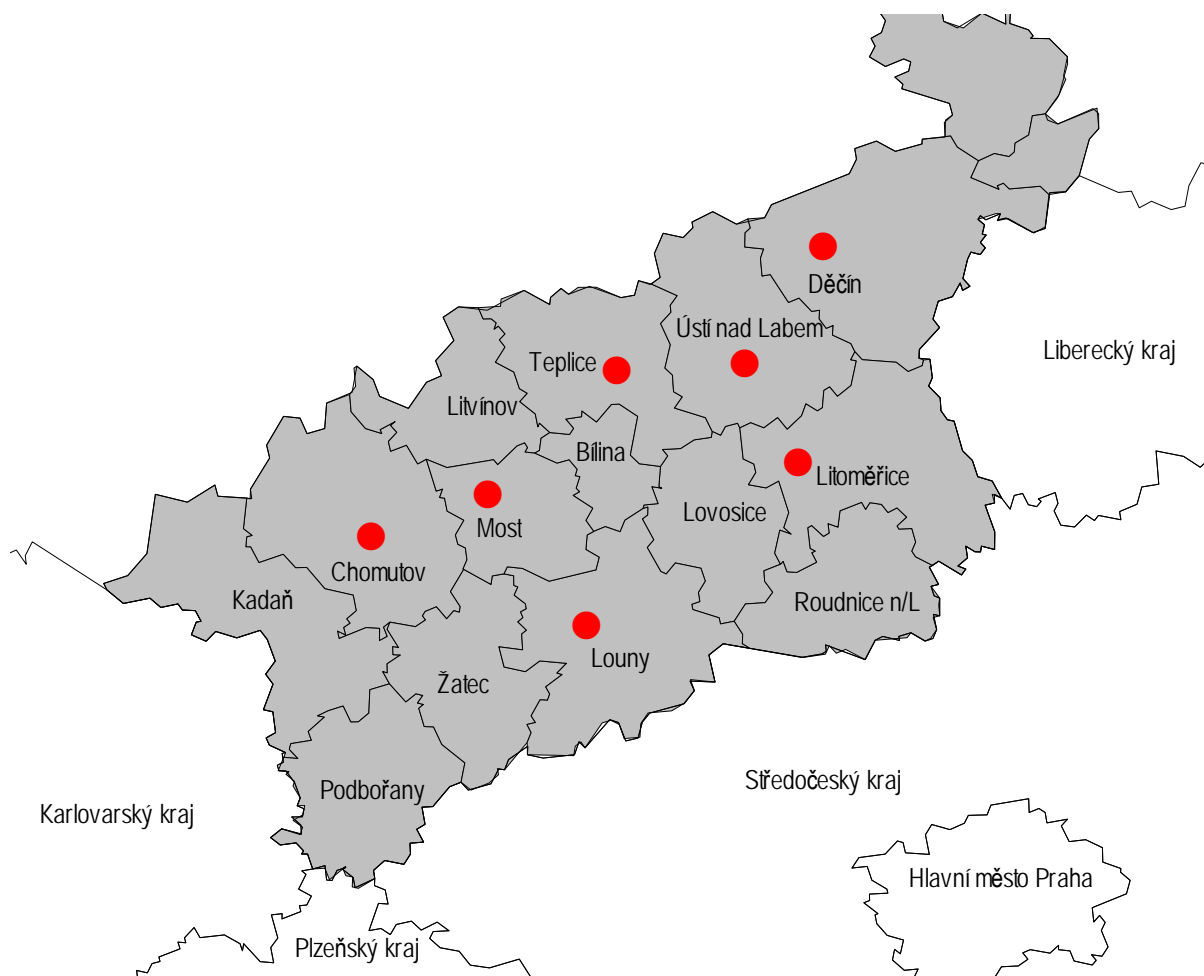 Děčín
Ústí nad Labem
Liberecký kraj
Teplice
Litvínov
Bílina
Litoměřice
Lovosice
Most
Chomutov
Kadaň
Roudnice n/L
Louny
Žatec
Středočeský kraj
Podbořany
Karlovarský kraj
Hlavní město Praha
Plzeňský kraj